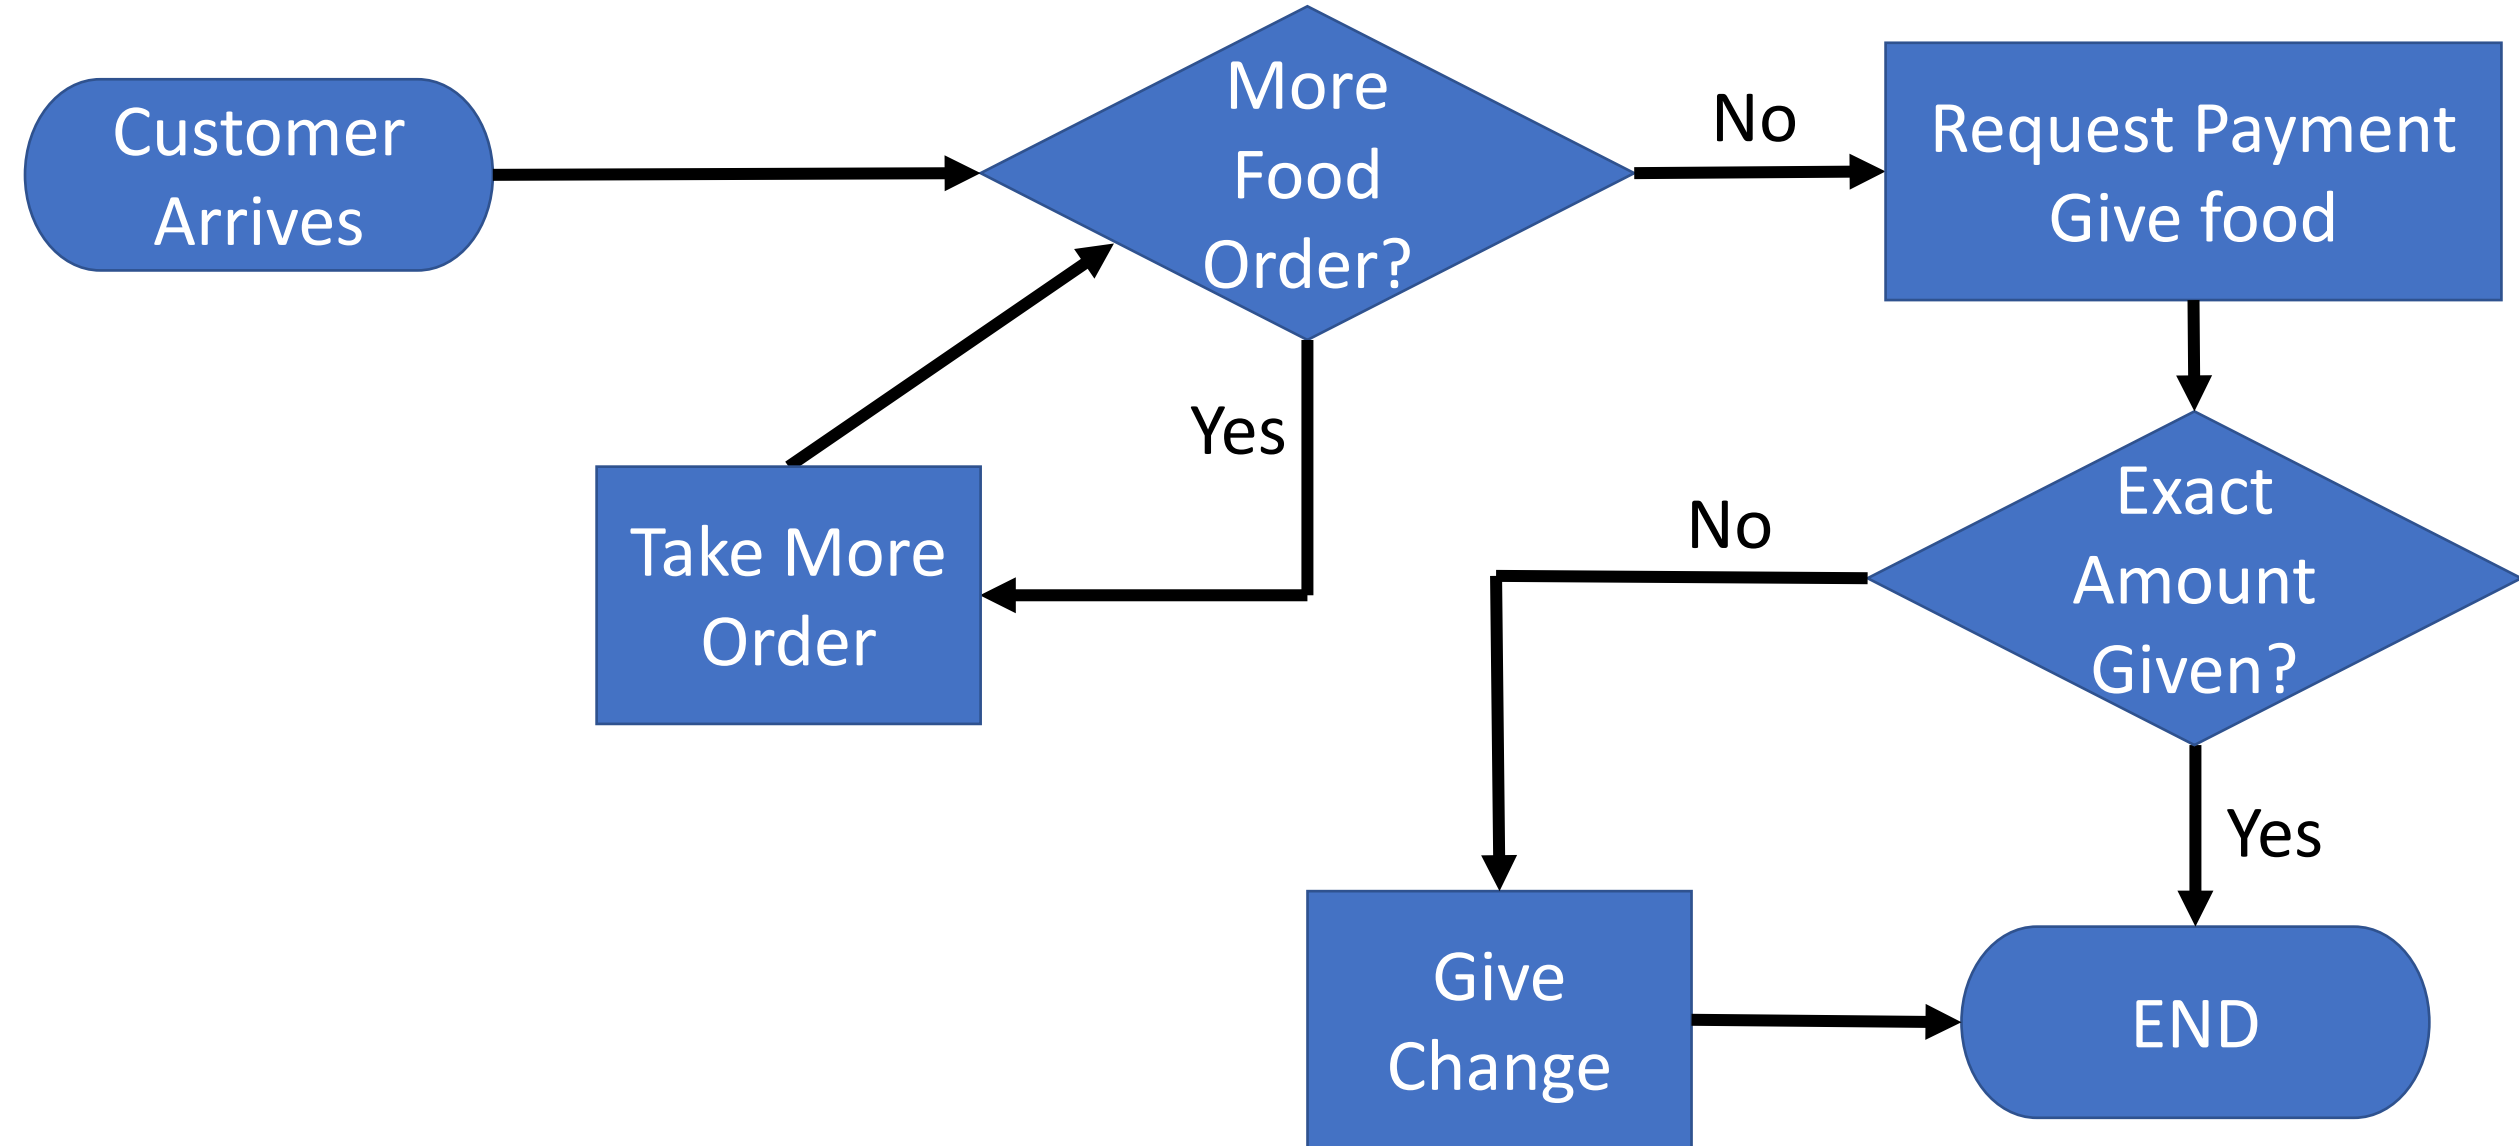 Customer
Arrives
More
Food
Order?
No
Request Payment
Give food
Yes
Take More
Order
No
Exact
Amount
Given?
Yes
Give
Change
END